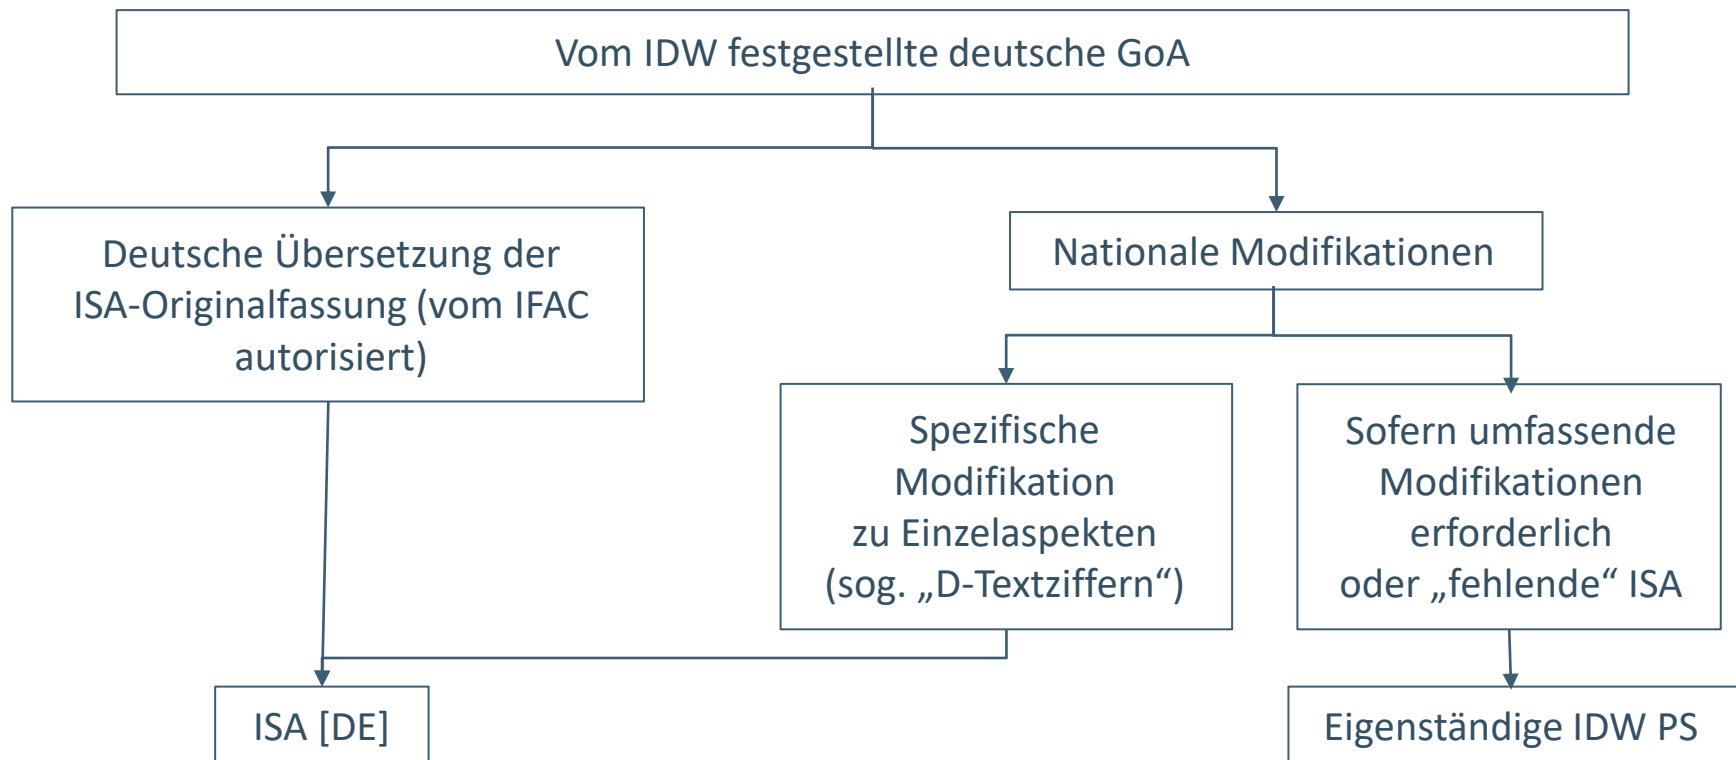 Vom IDW festgestellte deutsche GoA
Deutsche Übersetzung der
ISA-Originalfassung (vom IFAC
autorisiert)
Nationale Modifikationen
Spezifische
Modifikation
zu Einzelaspekten
(sog. „D-Textziffern“)
Sofern umfassende
Modifikationen
erforderlich
oder „fehlende“ ISA
ISA [DE]
Eigenständige IDW PS